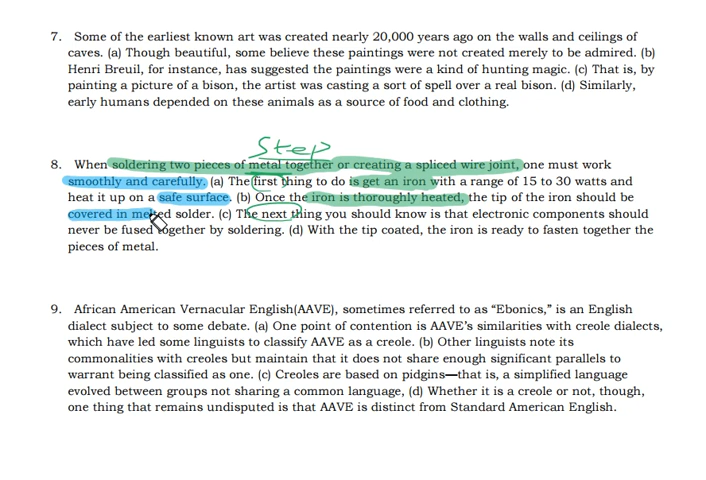 7. Some of the earliest known art was created nearly 20,000 years ago on the walls and ceilings of
caves. (a) Though beautiful, some believe these paintings were not created merely to be admired. (b)
Henri Breuil, for instance, has suggested the paintings were a kind of hunting magic. (c) That is, by
painting a picture of a bison, the artist was casting a sort of spell over a real bison. (d) Similarly,
early humans depended on these animals as a source of food and clothing.
Step
8. When soldering two pieces of metal together or creating a spliced wire joint, one must work
smoothly and carefully. (a) The first thing to do is get an iron with a range of 15 to 30 watts and
heat it up on a safe surface. (b) Once the iron is thoroughly heated, the tip of the iron should be
covered in melted solder. (c) The next thing you should know is that electronic components should
never be fused together by soldering. (d) With the tip coated, the iron is ready to fasten together the
pieces of metal.
9. African American Vernacular English(AAVE), sometimes referred to as “Ebonics,” is an English
dialect subject to some debate. (a) One point of contention is AAVE’s similarities with creole dialects,
which have led some linguists to classify AAVE as a creole. (b) Other linguists note its
commonalities with creoles but maintain that it does not share enough significant parallels to
warrant being classified as one. (c) Creoles are based on pidgins—that is, a simplified language
evolved between groups not sharing a common language, (d) Whether it is a creole or not, though,
one thing that remains undisputed is that AAVE is distinct from Standard American English.